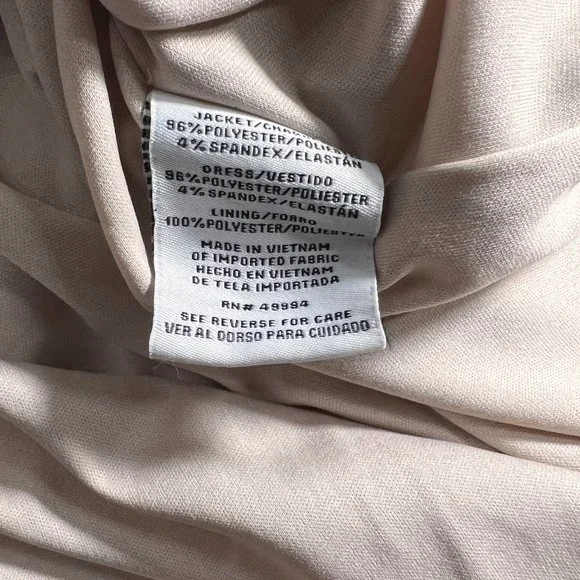 JACKET/
96%POLYESTER/POLIESTER
4%SPANDEX/ELASTÁN
DRESS/VESTIDO
96%POLYESTER/POLIESTER
4%SPANDEX/ELASTÁN
LINING/FORRO
100%POLYESTER/POLIESTER
MADE IN VIETNAM
OF IMPORTED FABRIC
HECHO EN VIETNAM
DE TELA IMPORTADA
RN# 49994
SEE REVERSE FOR CARE
VER AL DORSO PARA CUIDADO